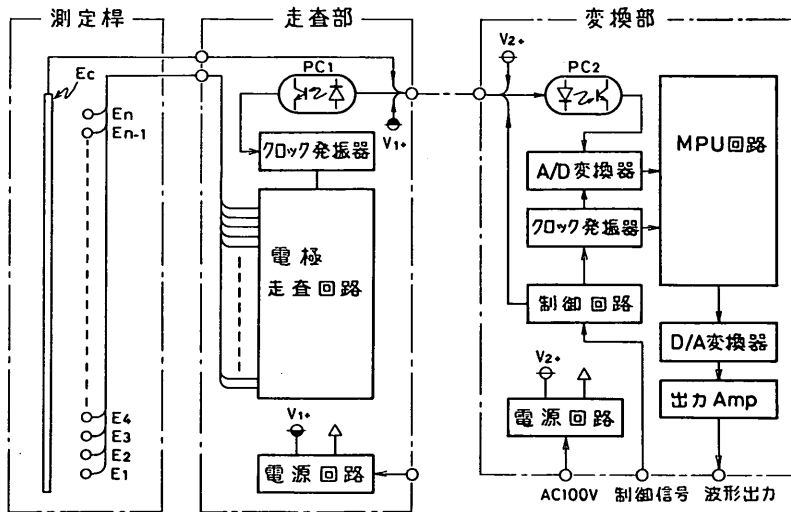 測定桿
Ec
En
En-1
E4
E3
E2
E1
走査部
PC1
V1+
クロック発振器
電極
走査回路
V1+
電源回路
変換部
V2+
PC2
MPU回路
A/D変換器
クロック発振器
制御回路
D/A変換器
V2+
出力Amp
電源回路
AC100V
制御信号
波形出力